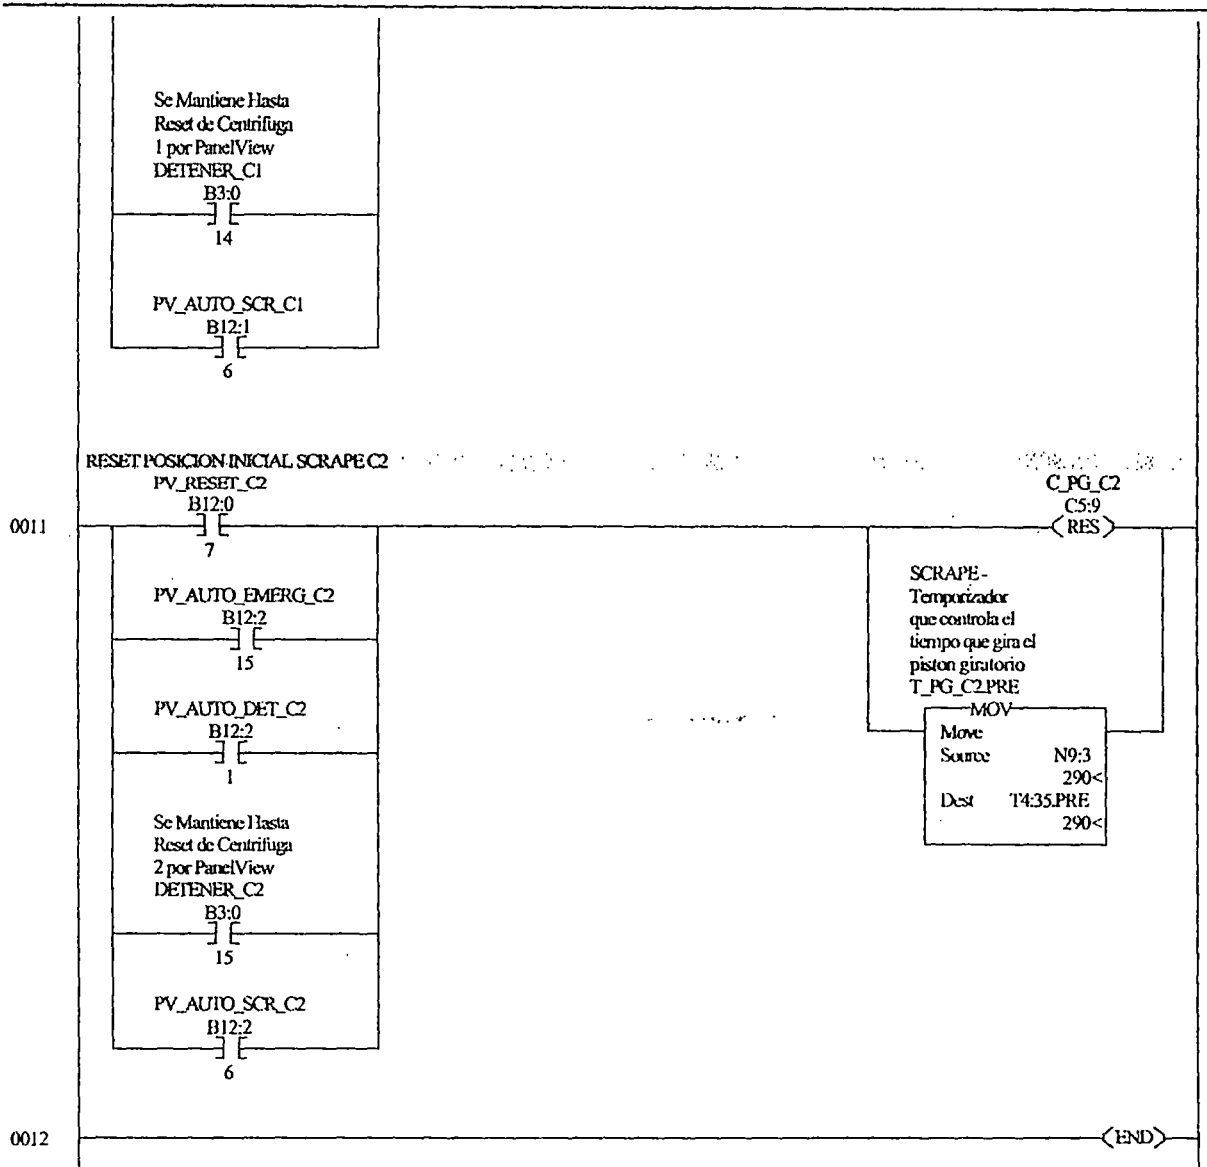 Se Mantiene Hasta
Reset de Centrifuga
1 por PanelView
DETENER_C1
B3:0
14
PV_AUTO_SCR_C1
B12:1
6
RESET POSICION INICIAL SCRAPE C2
PV_RESET_C2
B12:0
7
0011
C_PG_C2
C5:9
RES
PV_AUTO_EMERG_C2
B12:2
15
PV_AUTO_DET_C2
B12:2
1
Se Mantiene Hasta
Reset de Centrifuga
2 por PanelView
DETENER_C2
B3:0
15
PV_AUTO_SCR_C2
B12:2
6
SCRAPE -
Temporizador
que controla el
tiempo que gira el
piston giratorio
T_PG_C2.PRE
MOV
Move
Source N9:3
290<
Dest T4:35.PRE
290<
0012
END